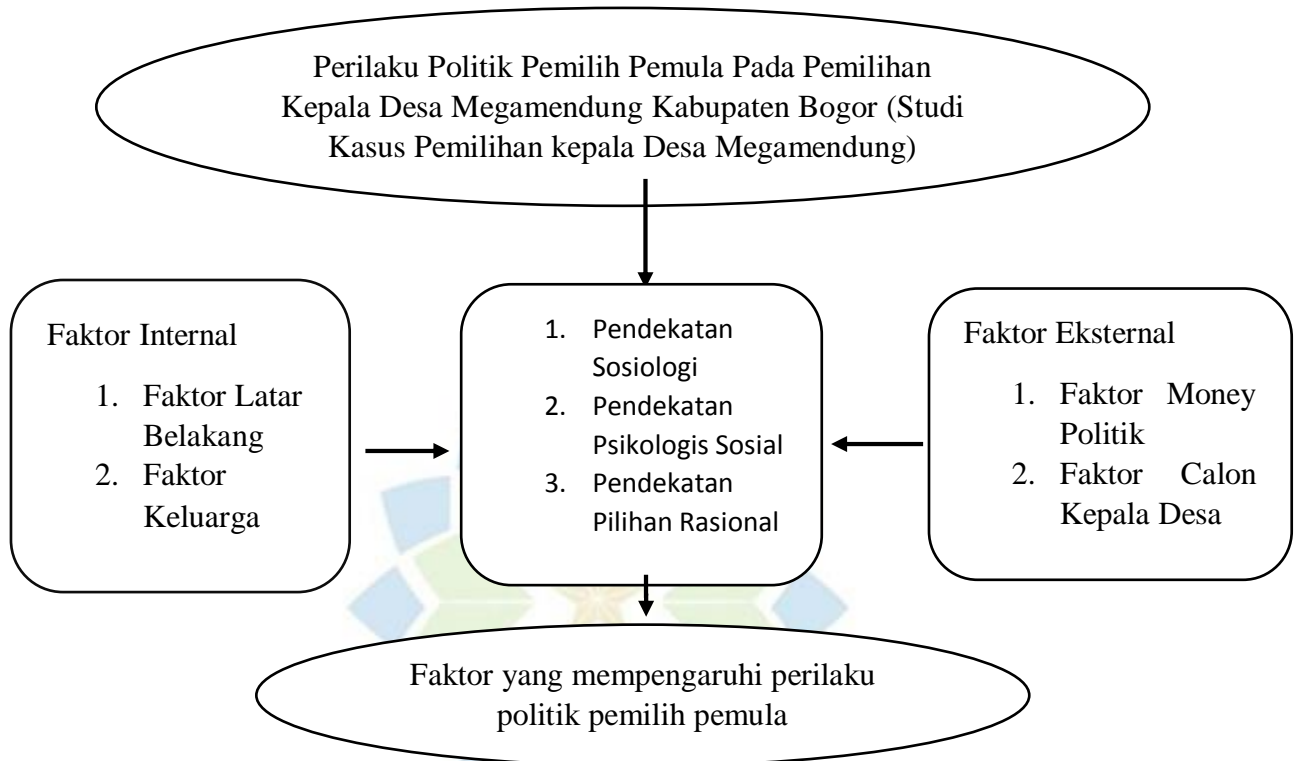 Perilaku Politik Pemilih Pemula Pada Pemilihan
Kepala Desa Megamendung Kabupaten Bogor (Studi
Kasus Pemilihan kepala Desa Megamendung)
Faktor Internal
1. Faktor Latar
Belakang
2. Faktor
Keluarga
1. Pendekatan
Sosiologi
2. Pendekatan
Psikologis Sosial
3. Pendekatan
Pilihan Rasional
Faktor Eksternal
1. Faktor Money
Politik
2. Faktor Calon
Kepala Desa
Faktor yang mempengaruhi perilaku
politik pemilih pemula